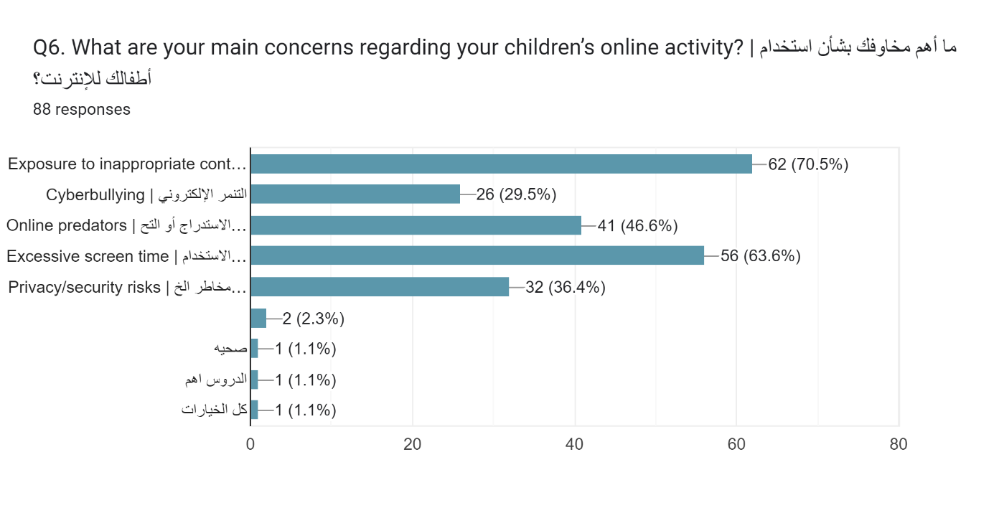 Q6. What are your main concerns regarding your children’s online activity? | ما أهم مخاوفك بشأن استخدام
أطفالك للإنترنت؟
88 responses
Exposure to inappropriate cont… 62 (70.5%)
Cyberbullying | التنمر الإلكتروني 26 (29.5%)
Online predators | الاستدراج أو التح… 41 (46.6%)
Excessive screen time | الاستخدام… 56 (63.6%)
Privacy/security risks | مخاطر الخ… 32 (36.4%)
2 (2.3%)
صحيه 1 (1.1%)
الدروس اهم 1 (1.1%)
كل الخيارات 1 (1.1%)
0 20 40 60 80